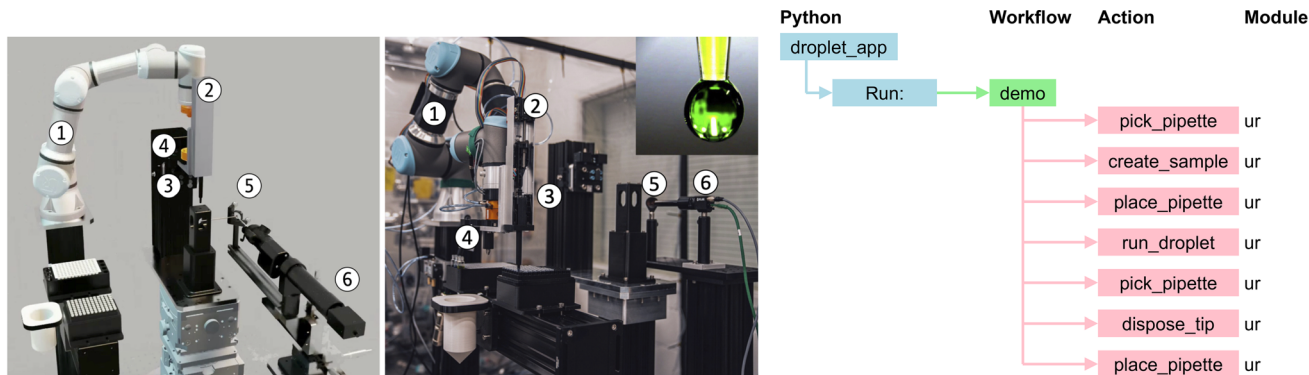 Python Workflow Action Module
droplet_app
Run: demo
pick_pipette ur
create_sample ur
place_pipette ur
run_droplet ur
pick_pipette ur
dispose_tip ur
place_pipette ur
1
2
4
3
5
6
1
2
3
5
6
4